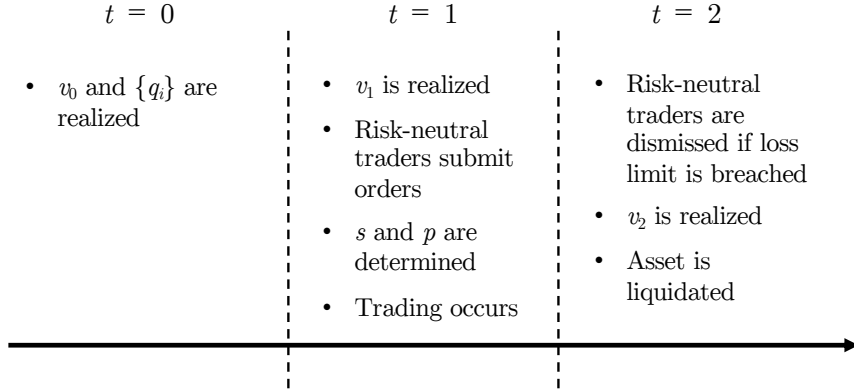 t = 0
t = 1
t = 2
• v₀ and {qᵢ} are
realized
• v₁ is realized
• Risk-neutral
traders submit
orders
• s and p are
determined
• Trading occurs
• Risk-neutral
traders are
dismissed if loss
limit is breached
• v₂ is realized
• Asset is
liquidated